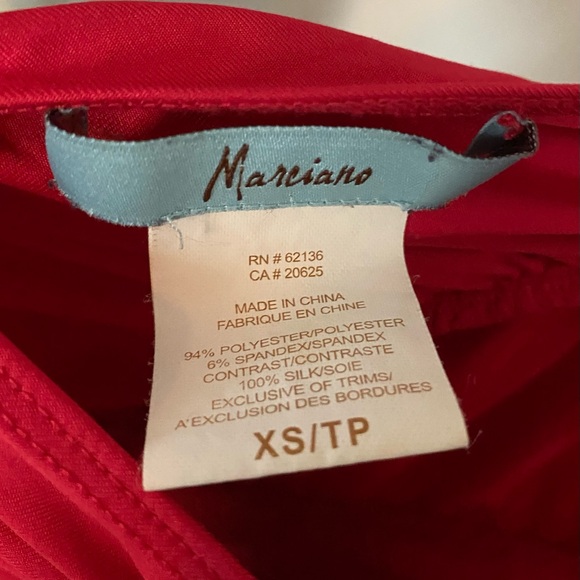 Marciano
RN # 62136
CA # 20625
MADE IN CHINA
FABRIQUE EN CHINE
94% POLYESTER/POLYESTER
6% SPANDEX/SPANDEX
CONTRAST/CONTRASTE
100% SILK/SOIE
EXCLUSIVE OF TRIMS/
A'EXCLUSION DES BORDURES
XS/TP